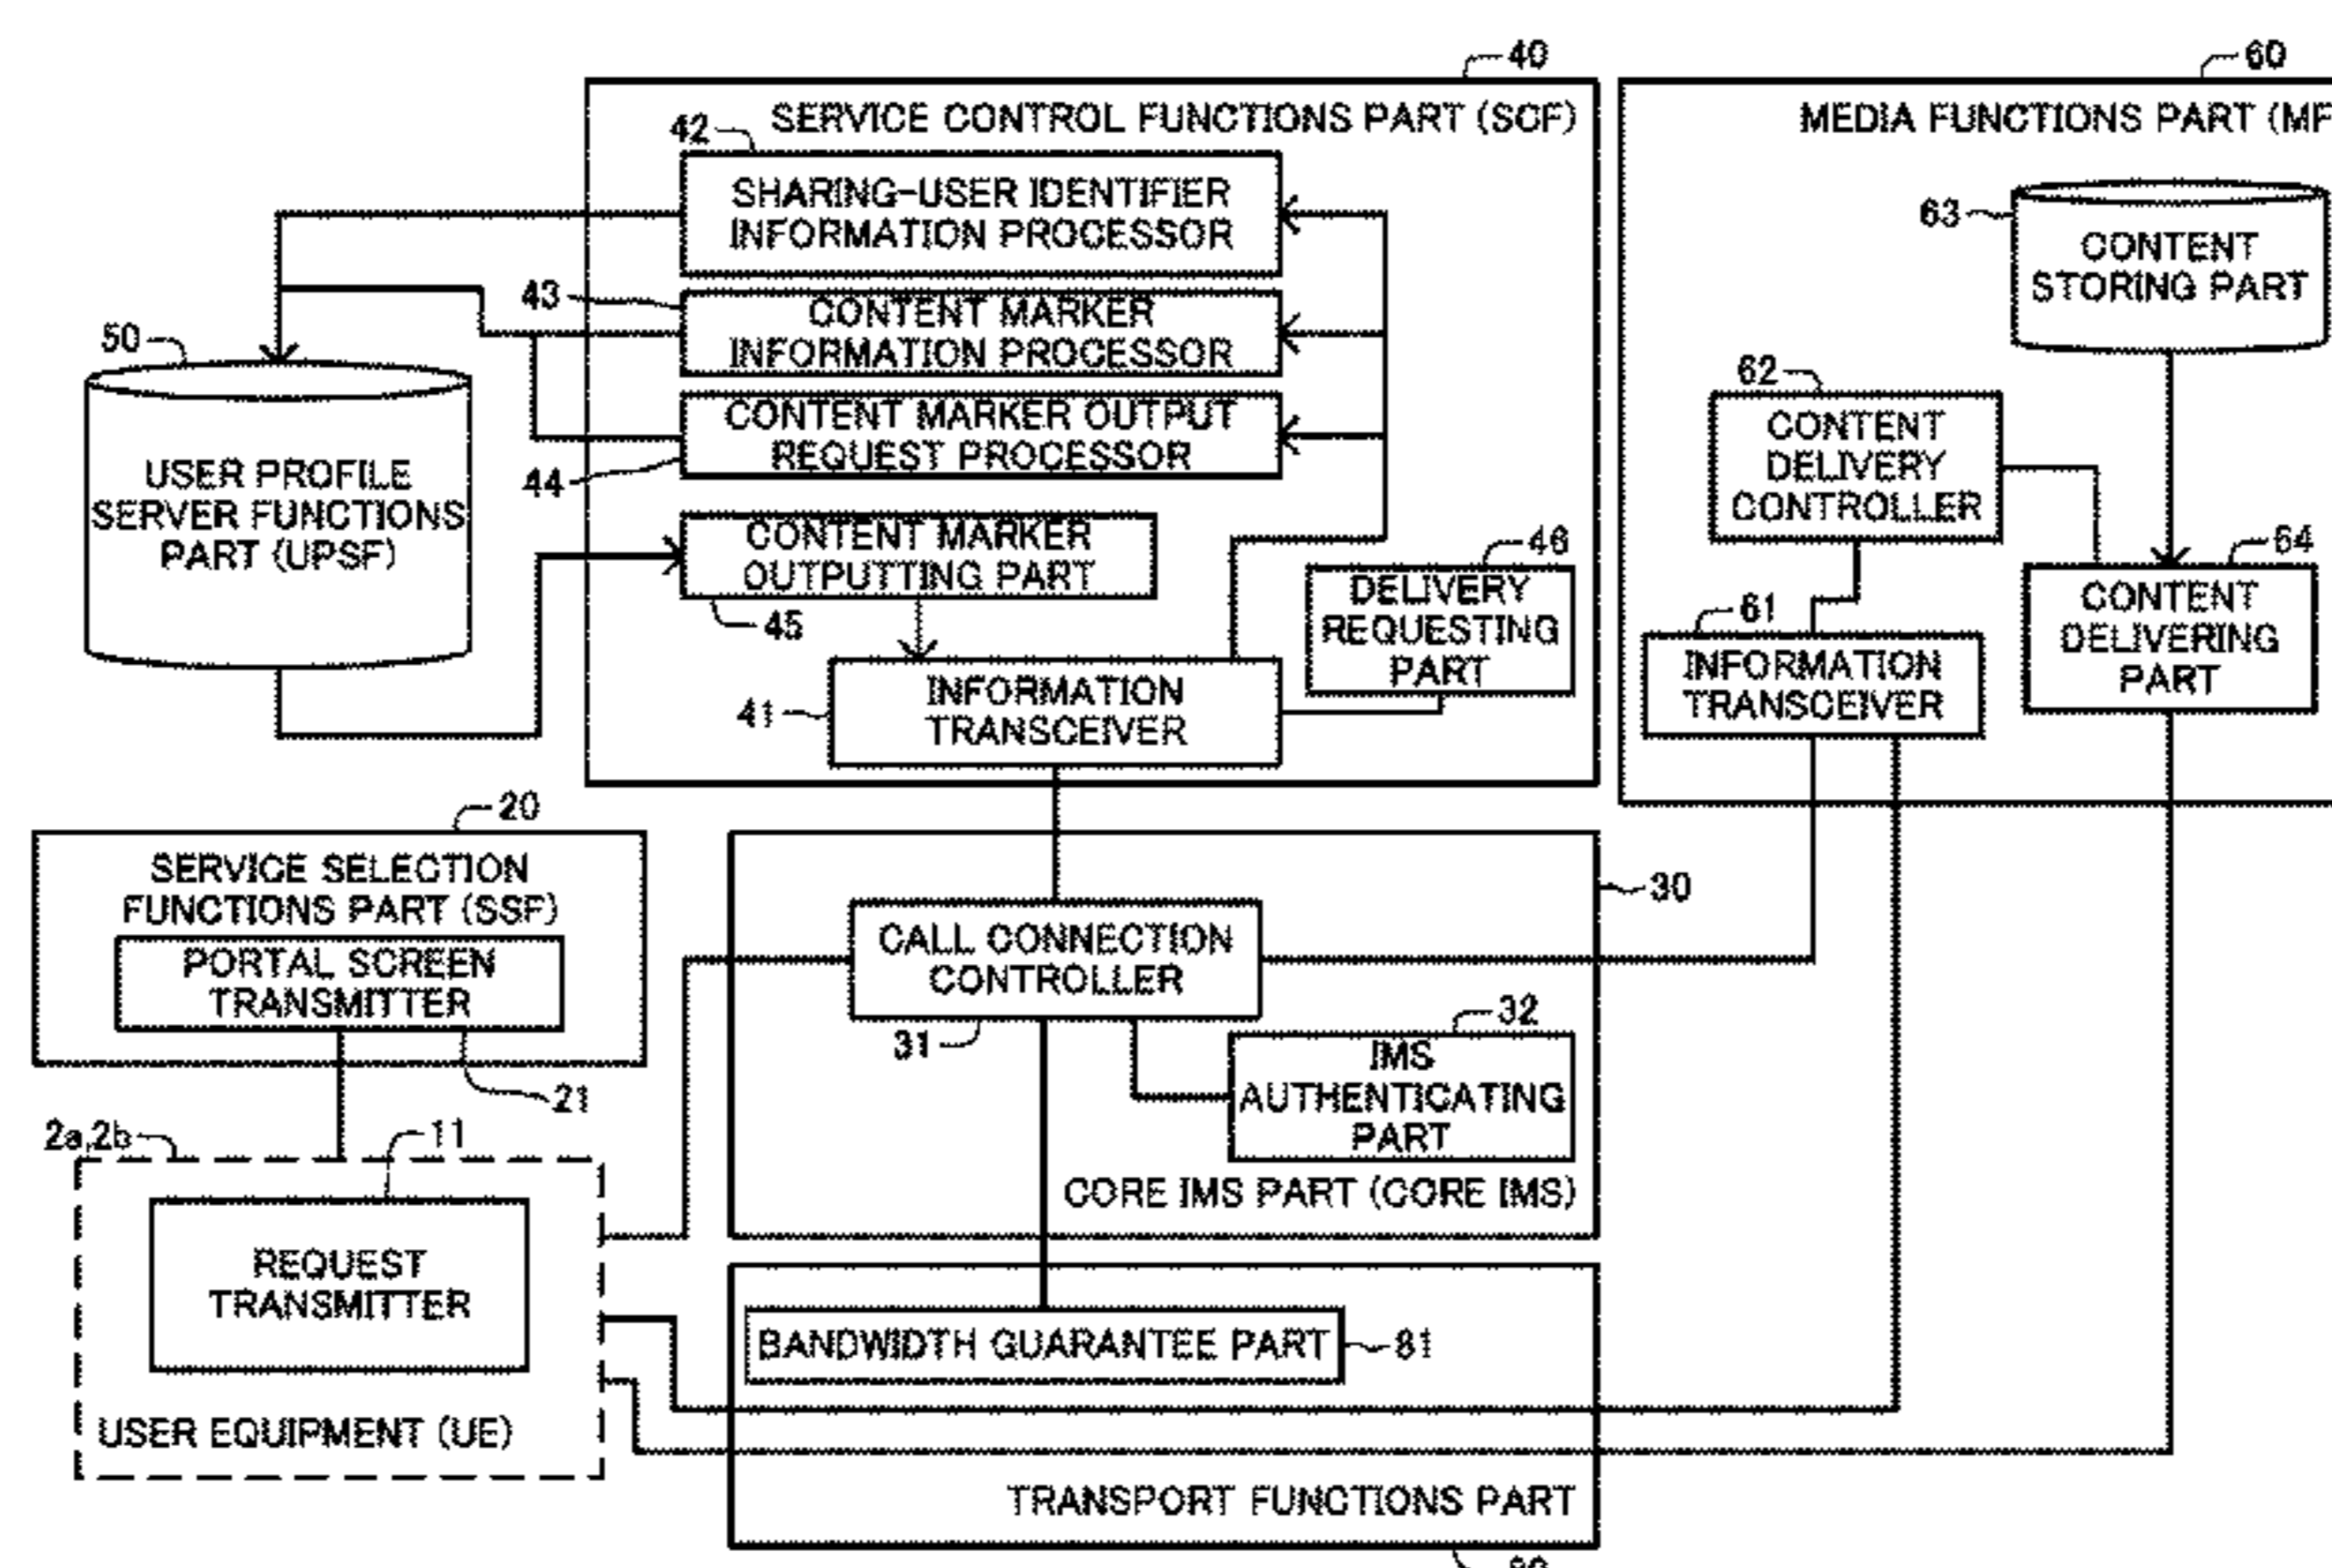 40
SERVICE CONTROL FUNCTIONS PART (SCF)
42
SHARING-USER IDENTIFIER
INFORMATION PROCESSOR
43
CONTENT MARKER
INFORMATION PROCESSOR
CONTENT MARKER OUTPUT
REQUEST PROCESSOR
44
50
USER PROFILE
SERVER FUNCTIONS
PART (UPSF)
CONTENT MARKER
OUTPUTTING PART
45
46
DELIVERY
REQUESTING
PART
41
INFORMATION
TRANSCEIVER
60
MEDIA FUNCTIONS PART (MF
63
CONTENT
STORING PART
62
CONTENT
DELIVERY
CONTROLLER
64
CONTENT
DELIVERING
PART
61
INFORMATION
TRANSCEIVER
20
SERVICE SELECTION
FUNCTIONS PART (SSF)
PORTAL SCREEN
TRANSMITTER
21
30
CALL CONNECTION
CONTROLLER
31
32
IMS
AUTHENTICATING
PART
CORE IMS PART (CORE IMS)
2a,2b
11
REQUEST
TRANSMITTER
USER EQUIPMENT (UE)
BANDWIDTH GUARANTEE PART
81
TRANSPORT FUNCTIONS PART